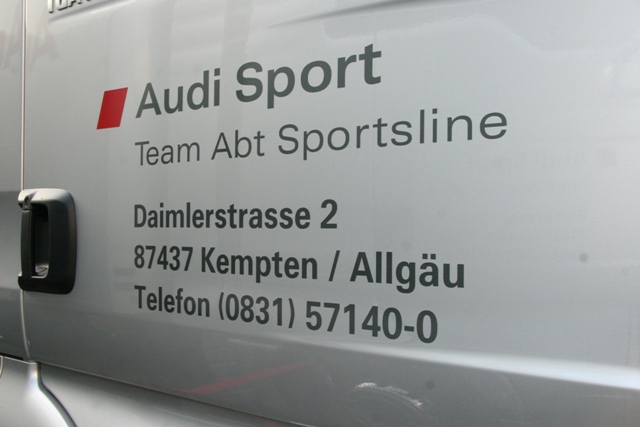 Audi Sport
Team Abt Sportsline
Daimlerstrasse 2
87437 Kempten / Allgäu
Telefon (0831) 57140-0